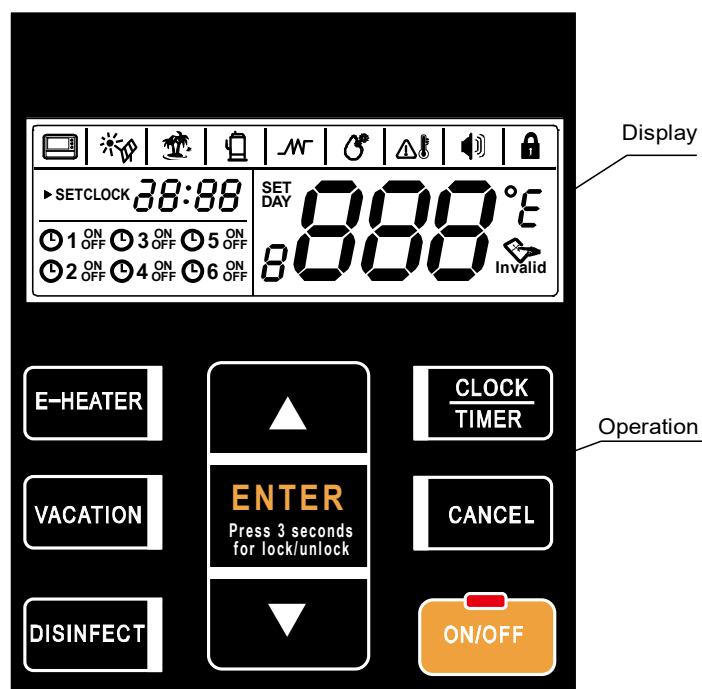 Display
SETCLOCK 88:88
SET
DAY
888
°E
1 ON OFF 3 ON OFF 5 ON OFF
2 ON OFF 4 ON OFF 6 ON OFF
8
Invalid
E-HEATER
CLOCK
TIMER
Operation
VACATION
ENTER
Press 3 seconds
for lock/unlock
CANCEL
DISINFECT
ON/OFF